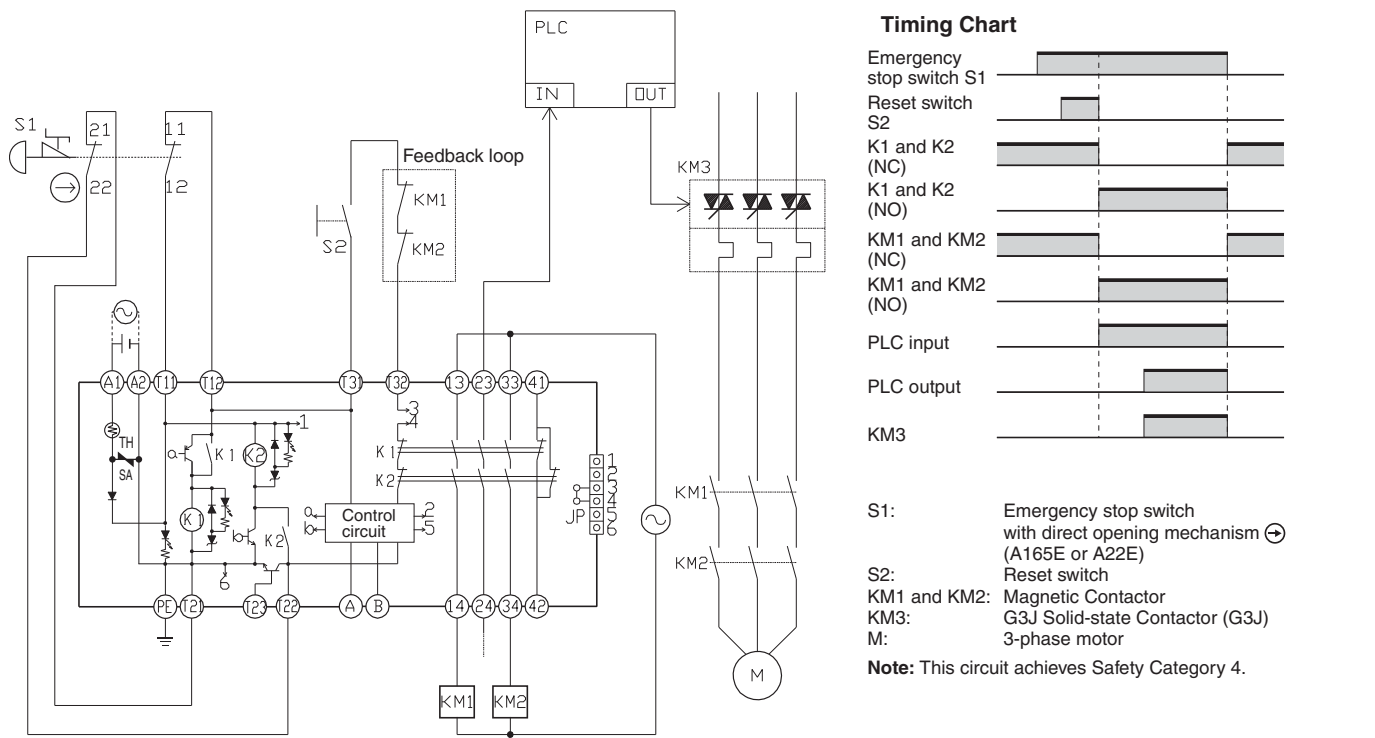 PLC
IN
OUT
S1
21
11
22
12
Feedback loop
KM1
KM2
S2
KM3
A1
A2
T11
T12
T31
T32
13
23
33
41
TH
SA
a
K1
K2
1
3
4
K1
K2
K1
b
K2
6
a
b
Control
circuit
2
5
JP
1
2
3
4
5
6
PE
T21
T23
T22
A
B
14
24
34
42
KM1
KM2
KM1
KM2
M
Timing Chart
Emergency
stop switch S1
Reset switch
S2
K1 and K2
(NC)
K1 and K2
(NO)
KM1 and KM2
(NC)
KM1 and KM2
(NO)
PLC input
PLC output
KM3
S1: Emergency stop switch
with direct opening mechanism
(A165E or A22E)
S2: Reset switch
KM1 and KM2: Magnetic Contactor
KM3: G3J Solid-state Contactor (G3J)
M: 3-phase motor
Note: This circuit achieves Safety Category 4.